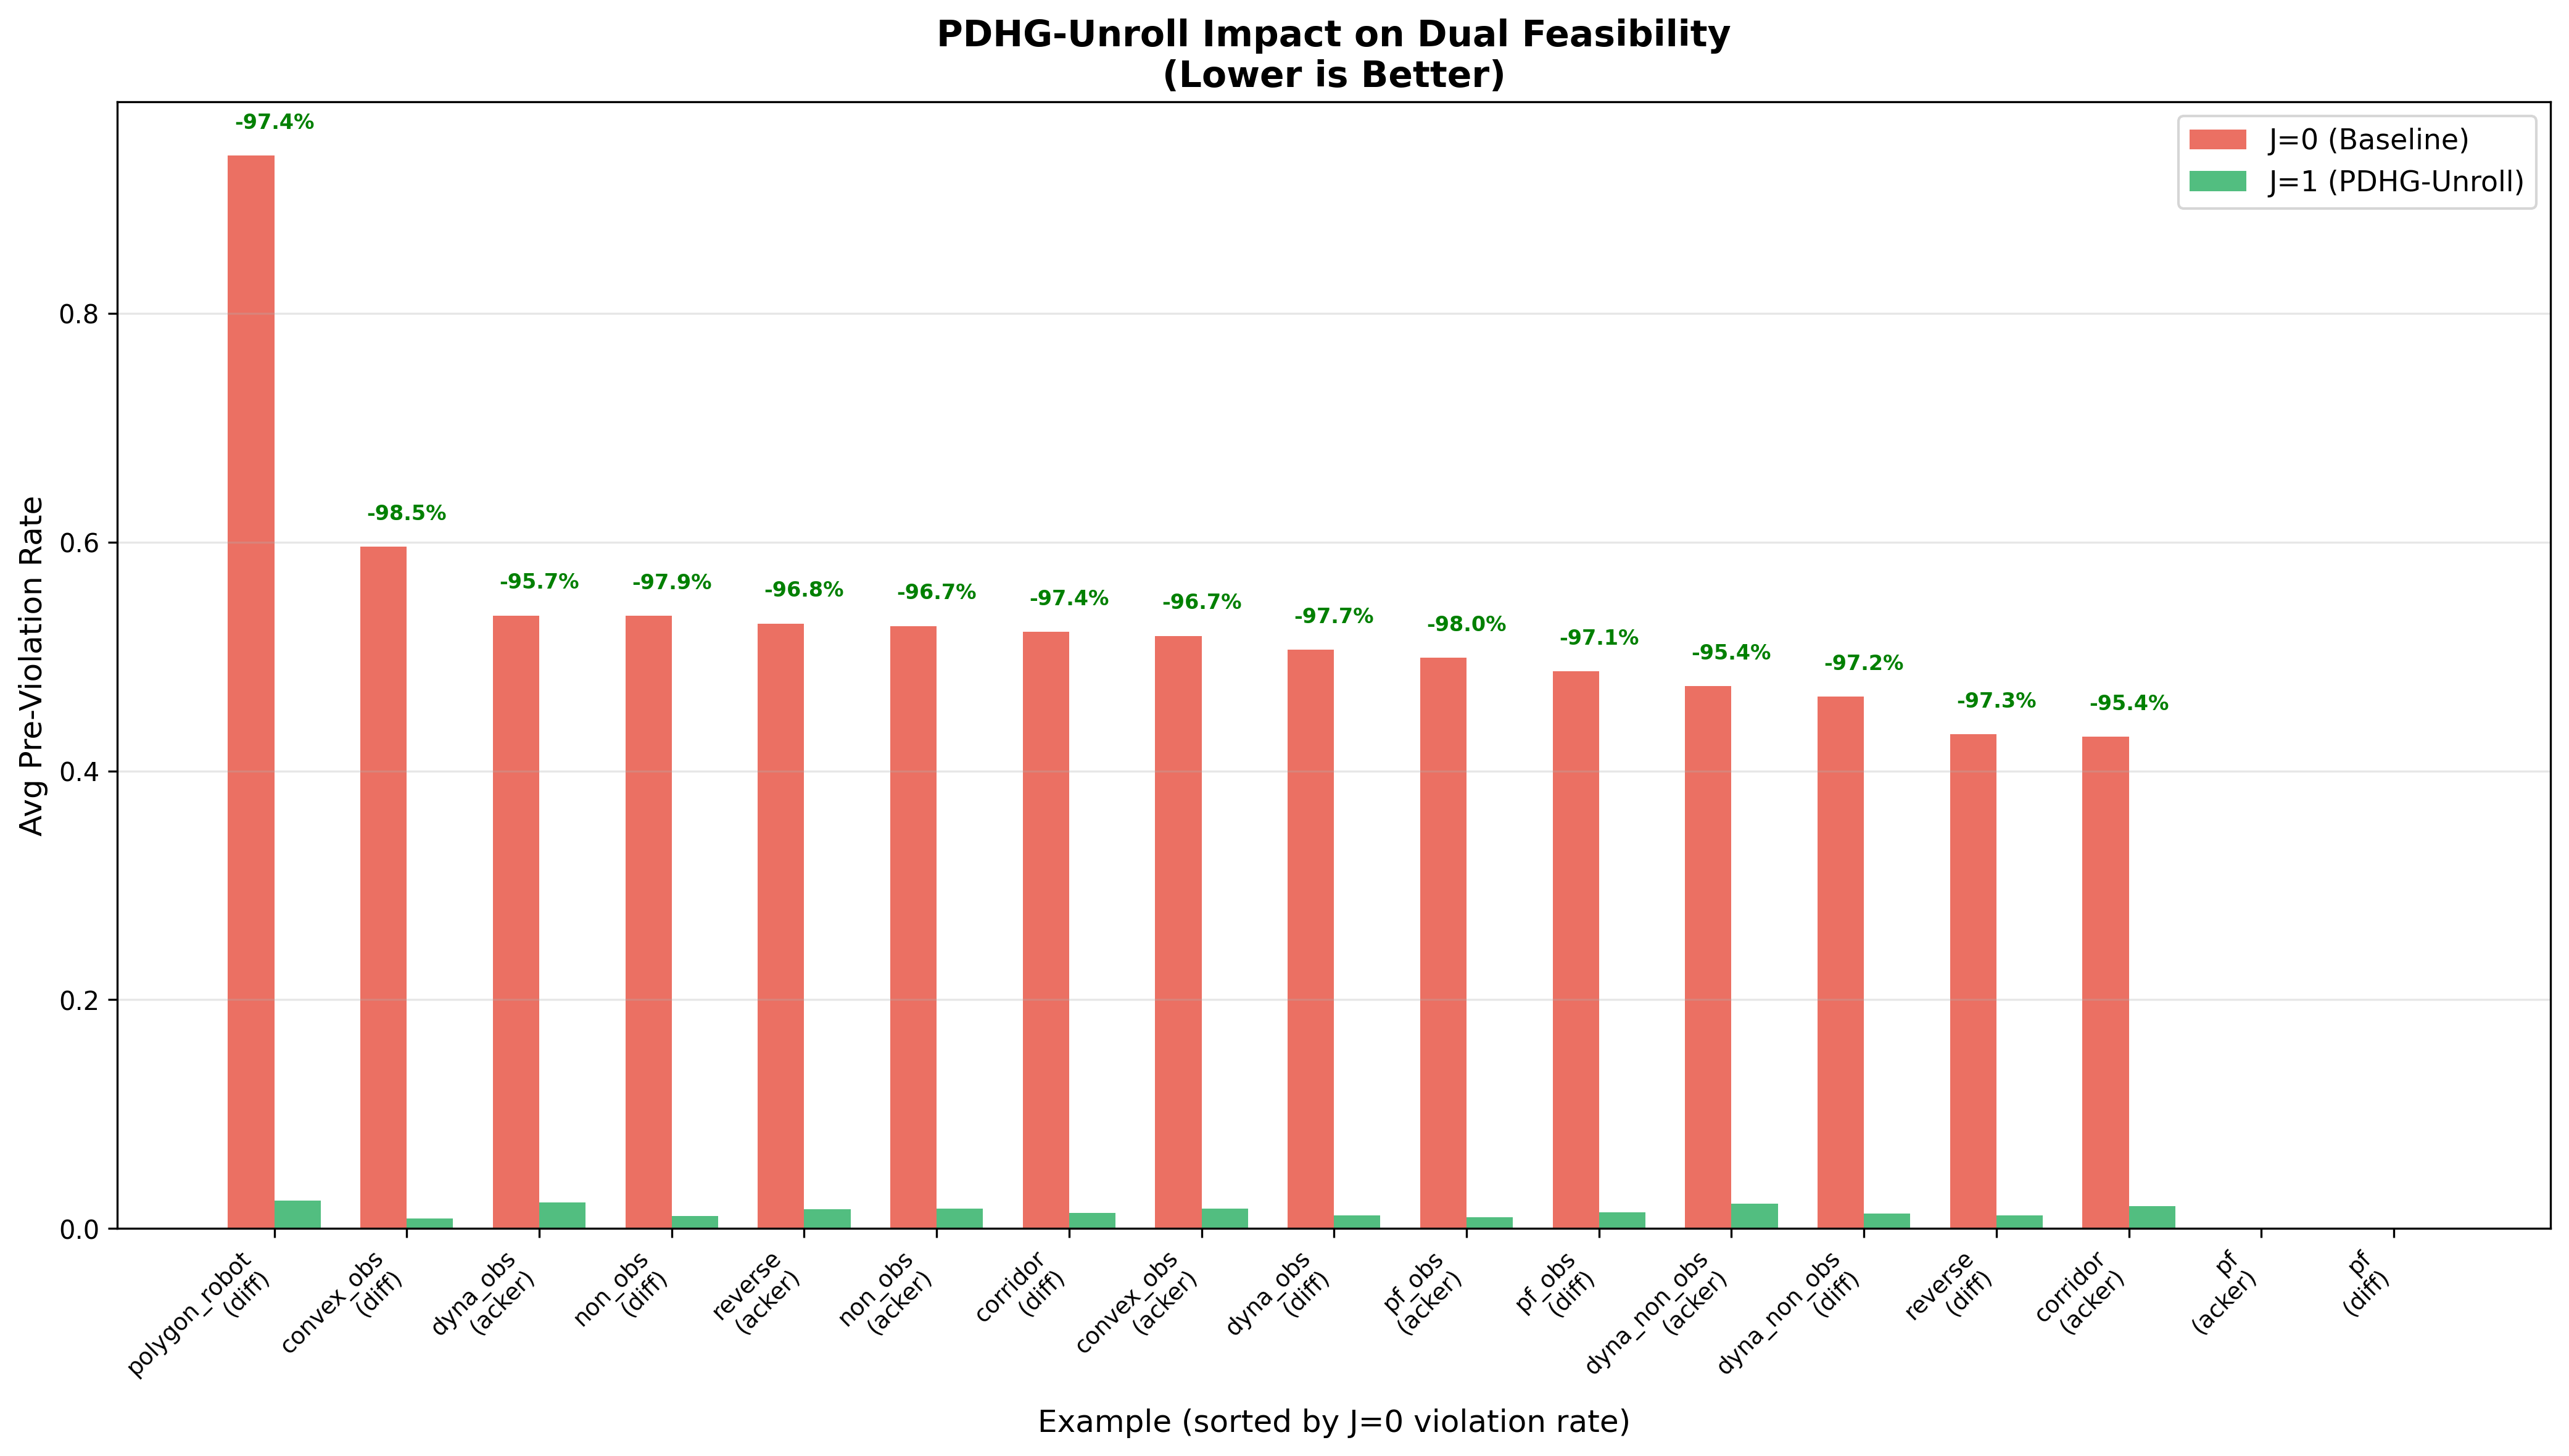 PDHG-Unroll Impact on Dual Feasibility
(Lower is Better)
J=0 (Baseline)
J=1 (PDHG-Unroll)
Avg Pre-Violation Rate
0.8
0.6
0.4
0.2
0.0
-97.4%
-98.5%
-95.7%
-97.9%
-96.8%
-96.7%
-97.4%
-96.7%
-97.7%
-98.0%
-97.1%
-95.4%
-97.2%
-97.3%
-95.4%
polygon_robot
(diff)
convex_obs
(diff)
dyna_obs
(acker)
non_obs
(diff)
reverse
(acker)
non_obs
(acker)
corridor
(diff)
convex_obs
(acker)
dyna_obs
(diff)
pf_obs
(acker)
pf_obs
(diff)
dyna_non_obs
(acker)
dyna_non_obs
(diff)
reverse
(diff)
corridor
(acker)
pf
(acker)
pf
(diff)
Example (sorted by J=0 violation rate)